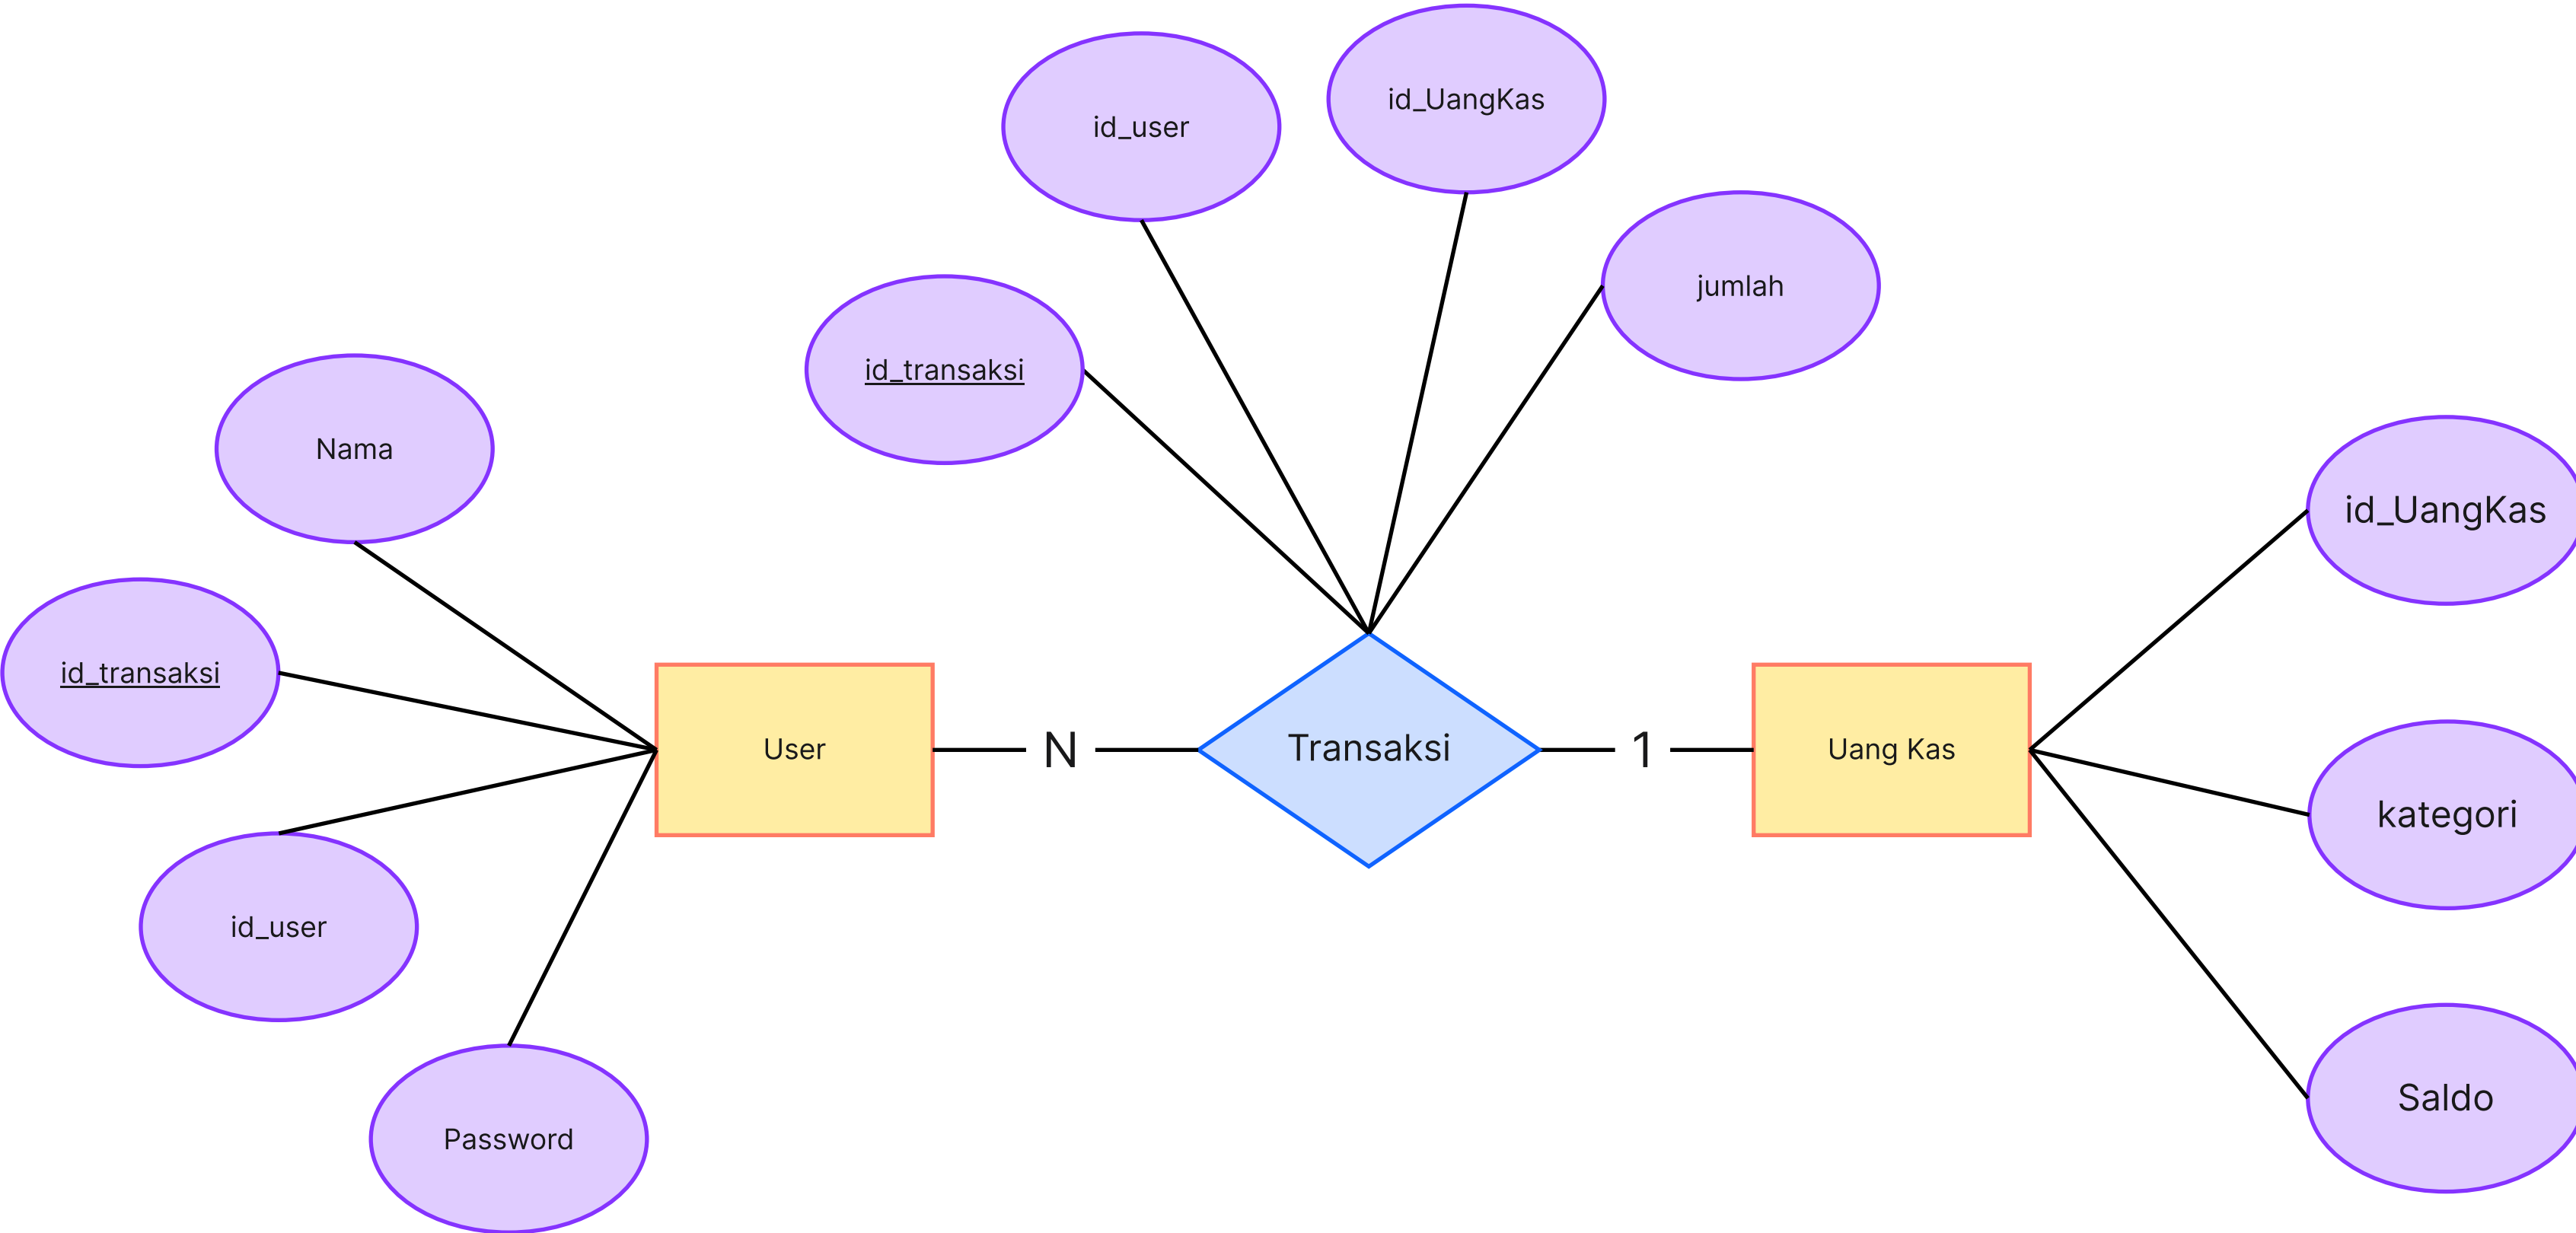 id_UangKas
id_user
jumlah
id_transaksi
Nama
id_UangKas
id_transaksi
User
N
Transaksi
1
Uang Kas
kategori
id_user
Saldo
Password